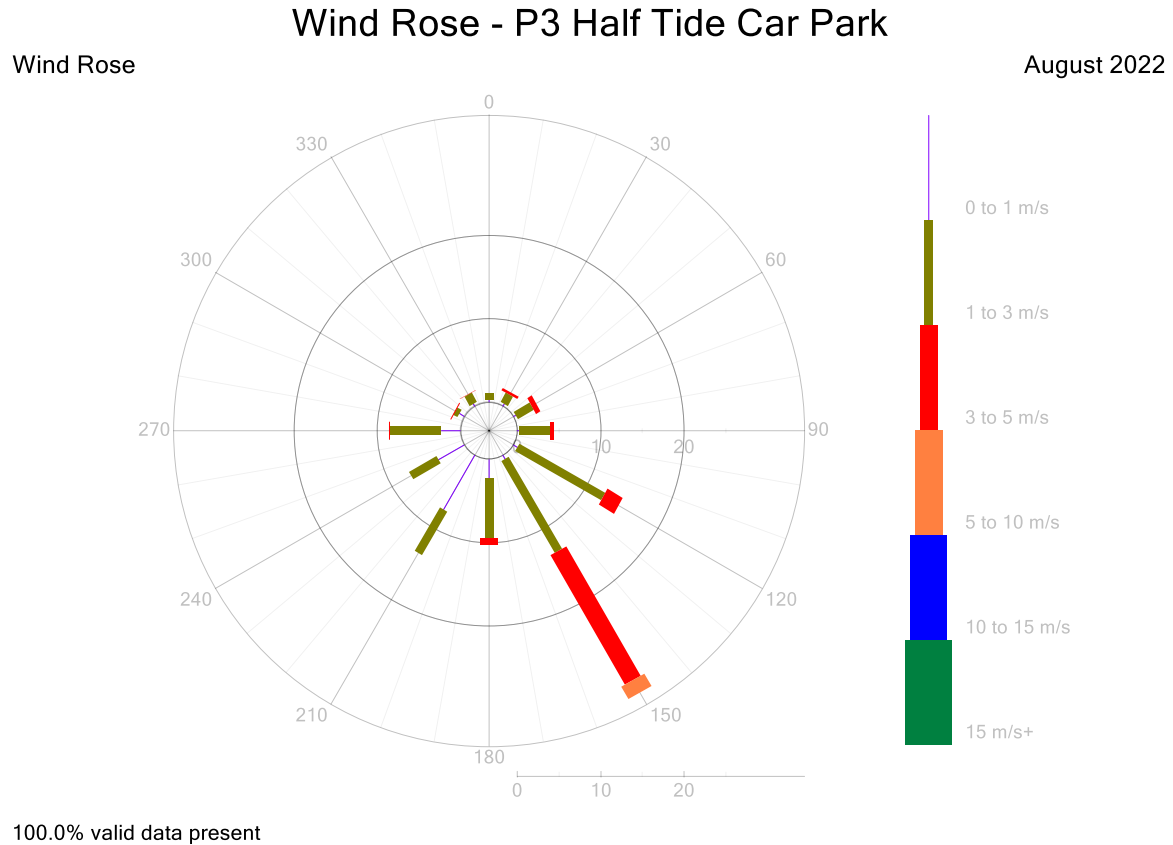 Wind Rose - P3 Half Tide Car Park
Wind Rose
August 2022
0
330
30
300
60
270
90
0
10
20
240
120
210
150
180
0
10
20
0 to 1 m/s
1 to 3 m/s
3 to 5 m/s
5 to 10 m/s
10 to 15 m/s
15 m/s+
100.0% valid data present